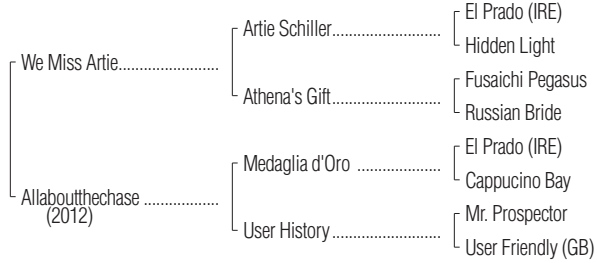 El Prado (IRE)
Artie Schiller.........................
Hidden Light
We Miss Artie.......................
Fusaichi Pegasus
Athena's Gift.........................
Russian Bride
El Prado (IRE)
Medaglia d'Oro ...................
Cappucino Bay
Allaboutthechase .................
(2012)
Mr. Prospector
User History.........................
User Friendly (GB)